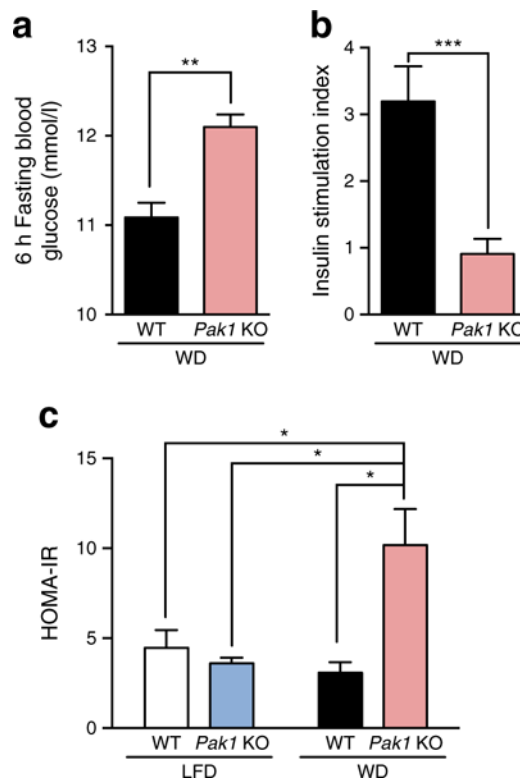 a
6 h Fasting blood
glucose (mmol/l)
13
12
11
10
**
WT Pak1 KO
WD
b
Insulin stimulation index
4
3
2
1
0
***
WT Pak1 KO
WD
c
HOMA-IR
15
10
5
0
*
*
*
WT Pak1 KO WT Pak1 KO
LFD WD